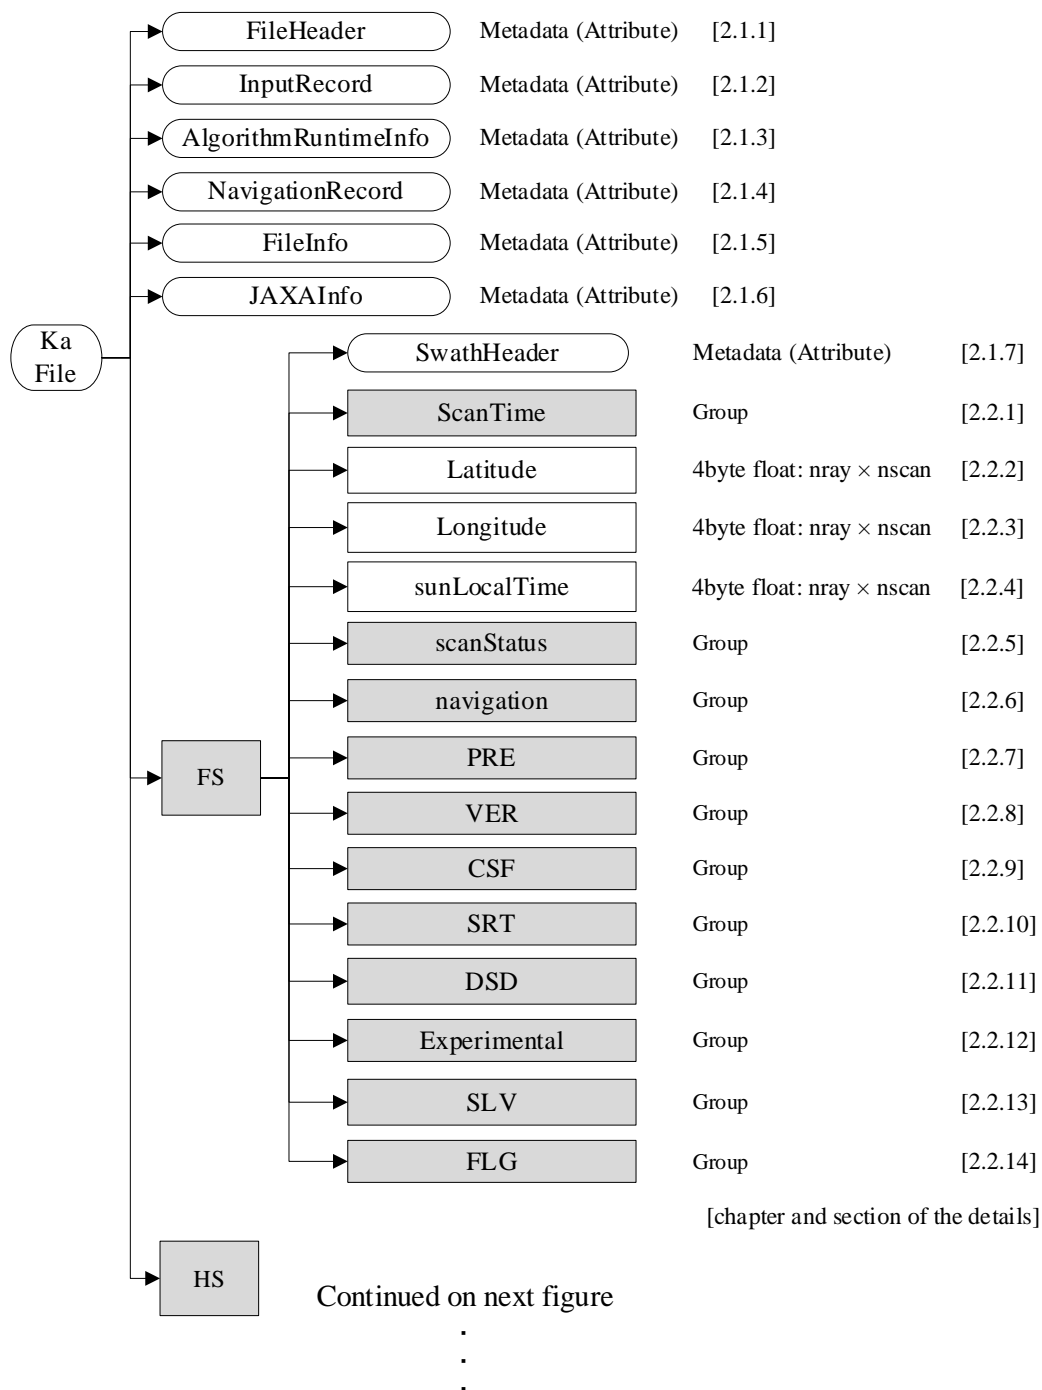 FileHeader Metadata (Attribute) [2.1.1]
InputRecord Metadata (Attribute) [2.1.2]
AlgorithmRuntimeInfo Metadata (Attribute) [2.1.3]
NavigationRecord Metadata (Attribute) [2.1.4]
FileInfo Metadata (Attribute) [2.1.5]
JAXAInfo Metadata (Attribute) [2.1.6]
Ka
File
SwathHeader Metadata (Attribute) [2.1.7]
ScanTime Group [2.2.1]
Latitude 4byte float: nray × nscan [2.2.2]
Longitude 4byte float: nray × nscan [2.2.3]
sunLocalTime 4byte float: nray × nscan [2.2.4]
scanStatus Group [2.2.5]
navigation Group [2.2.6]
FS
PRE Group [2.2.7]
VER Group [2.2.8]
CSF Group [2.2.9]
SRT Group [2.2.10]
DSD Group [2.2.11]
Experimental Group [2.2.12]
SLV Group [2.2.13]
FLG Group [2.2.14]
[chapter and section of the details]
HS
Continued on next figure
.
.
.